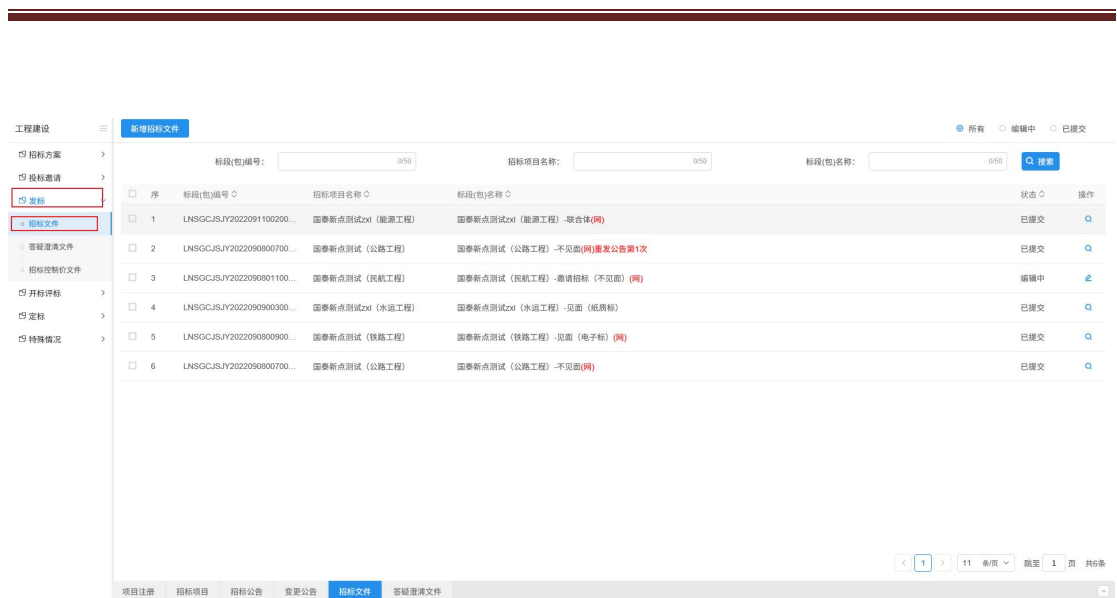 工程建设
新增招标文件
所有 编辑中 已提交
招标方案
投标邀请
发标
招标文件
答疑澄清文件
招标控制价文件
开标评标
定标
特殊情况
标段(包)编号： 0/50 招标项目名称： 0/50 标段(包)名称： 0/50 搜索
序 标段(包)编号 招标项目名称 标段(包)名称 状态 操作
1 LNSGCJSJY2022091100200... 国泰新点测试zxl（能源工程） 国泰新点测试zxl（能源工程）-联合体(网) 已提交
2 LNSGCJSJY2022090800700... 国泰新点测试（公路工程） 国泰新点测试（公路工程）-不见面(网)重发公告第1次 已提交
3 LNSGCJSJY2022090801100... 国泰新点测试（民航工程） 国泰新点测试（民航工程）-邀请招标（不见面）(网) 编辑中
4 LNSGCJSJY2022090900300... 国泰新点测试zxl（水运工程） 国泰新点测试zxl（水运工程）-见面（纸质标） 已提交
5 LNSGCJSJY2022090800900... 国泰新点测试（铁路工程） 国泰新点测试（铁路工程）-见面（电子标）(网) 已提交
6 LNSGCJSJY2022090800700... 国泰新点测试（公路工程） 国泰新点测试（公路工程）-不见面(网) 已提交
1 11 条/页 跳至 1 页 共6条
项目注册 招标项目 招标公告 变更公告 招标文件 答疑澄清文件